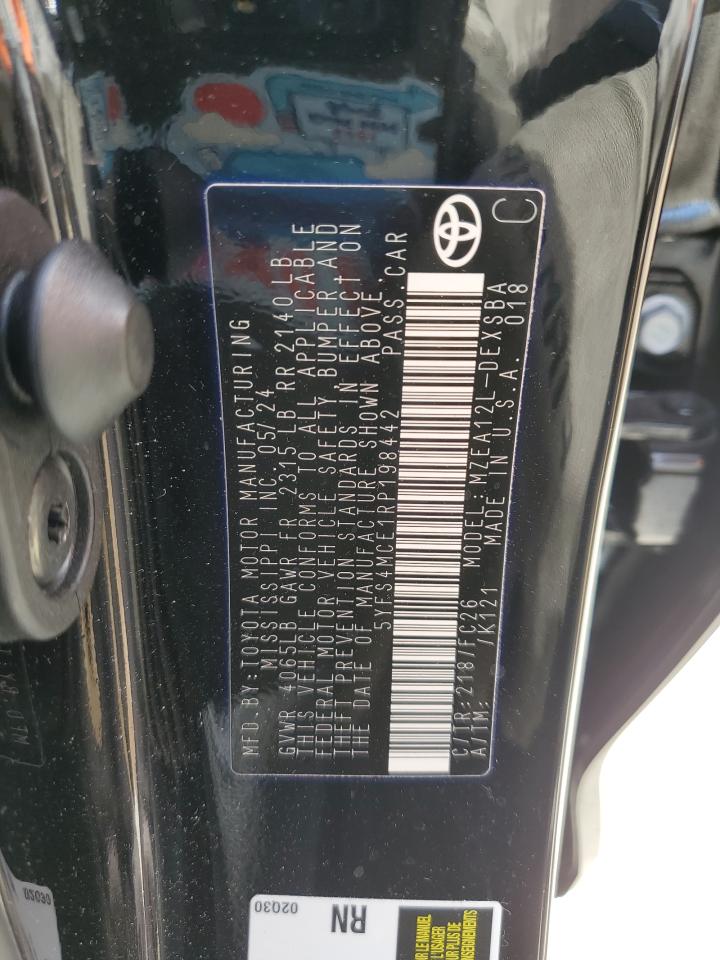 MFD.BY:TOYOTA MOTOR MANUFACTURING
MISSISSIPPI INC. 05/24
GVWR 4065LB GAWR FR 2315 LB RR 2140 LB
THIS VEHICLE CONFORMS TO ALL APPLICABLE
FEDERAL MOTOR VEHICLE SAFETY BUMPER, AND
THEFT PREVENTION STANDARDS IN EFFECT ON
THE DATE OF MANUFACTURE SHOWN ABOVE.
5YFS4MCE1RP198442 PASS.CAR
C/TR:218/FC26 MODEL:MZEA12L-DEXSBA
A/TM: /K121 MADE IN U.S.A. 018
C
02030
RN
02030